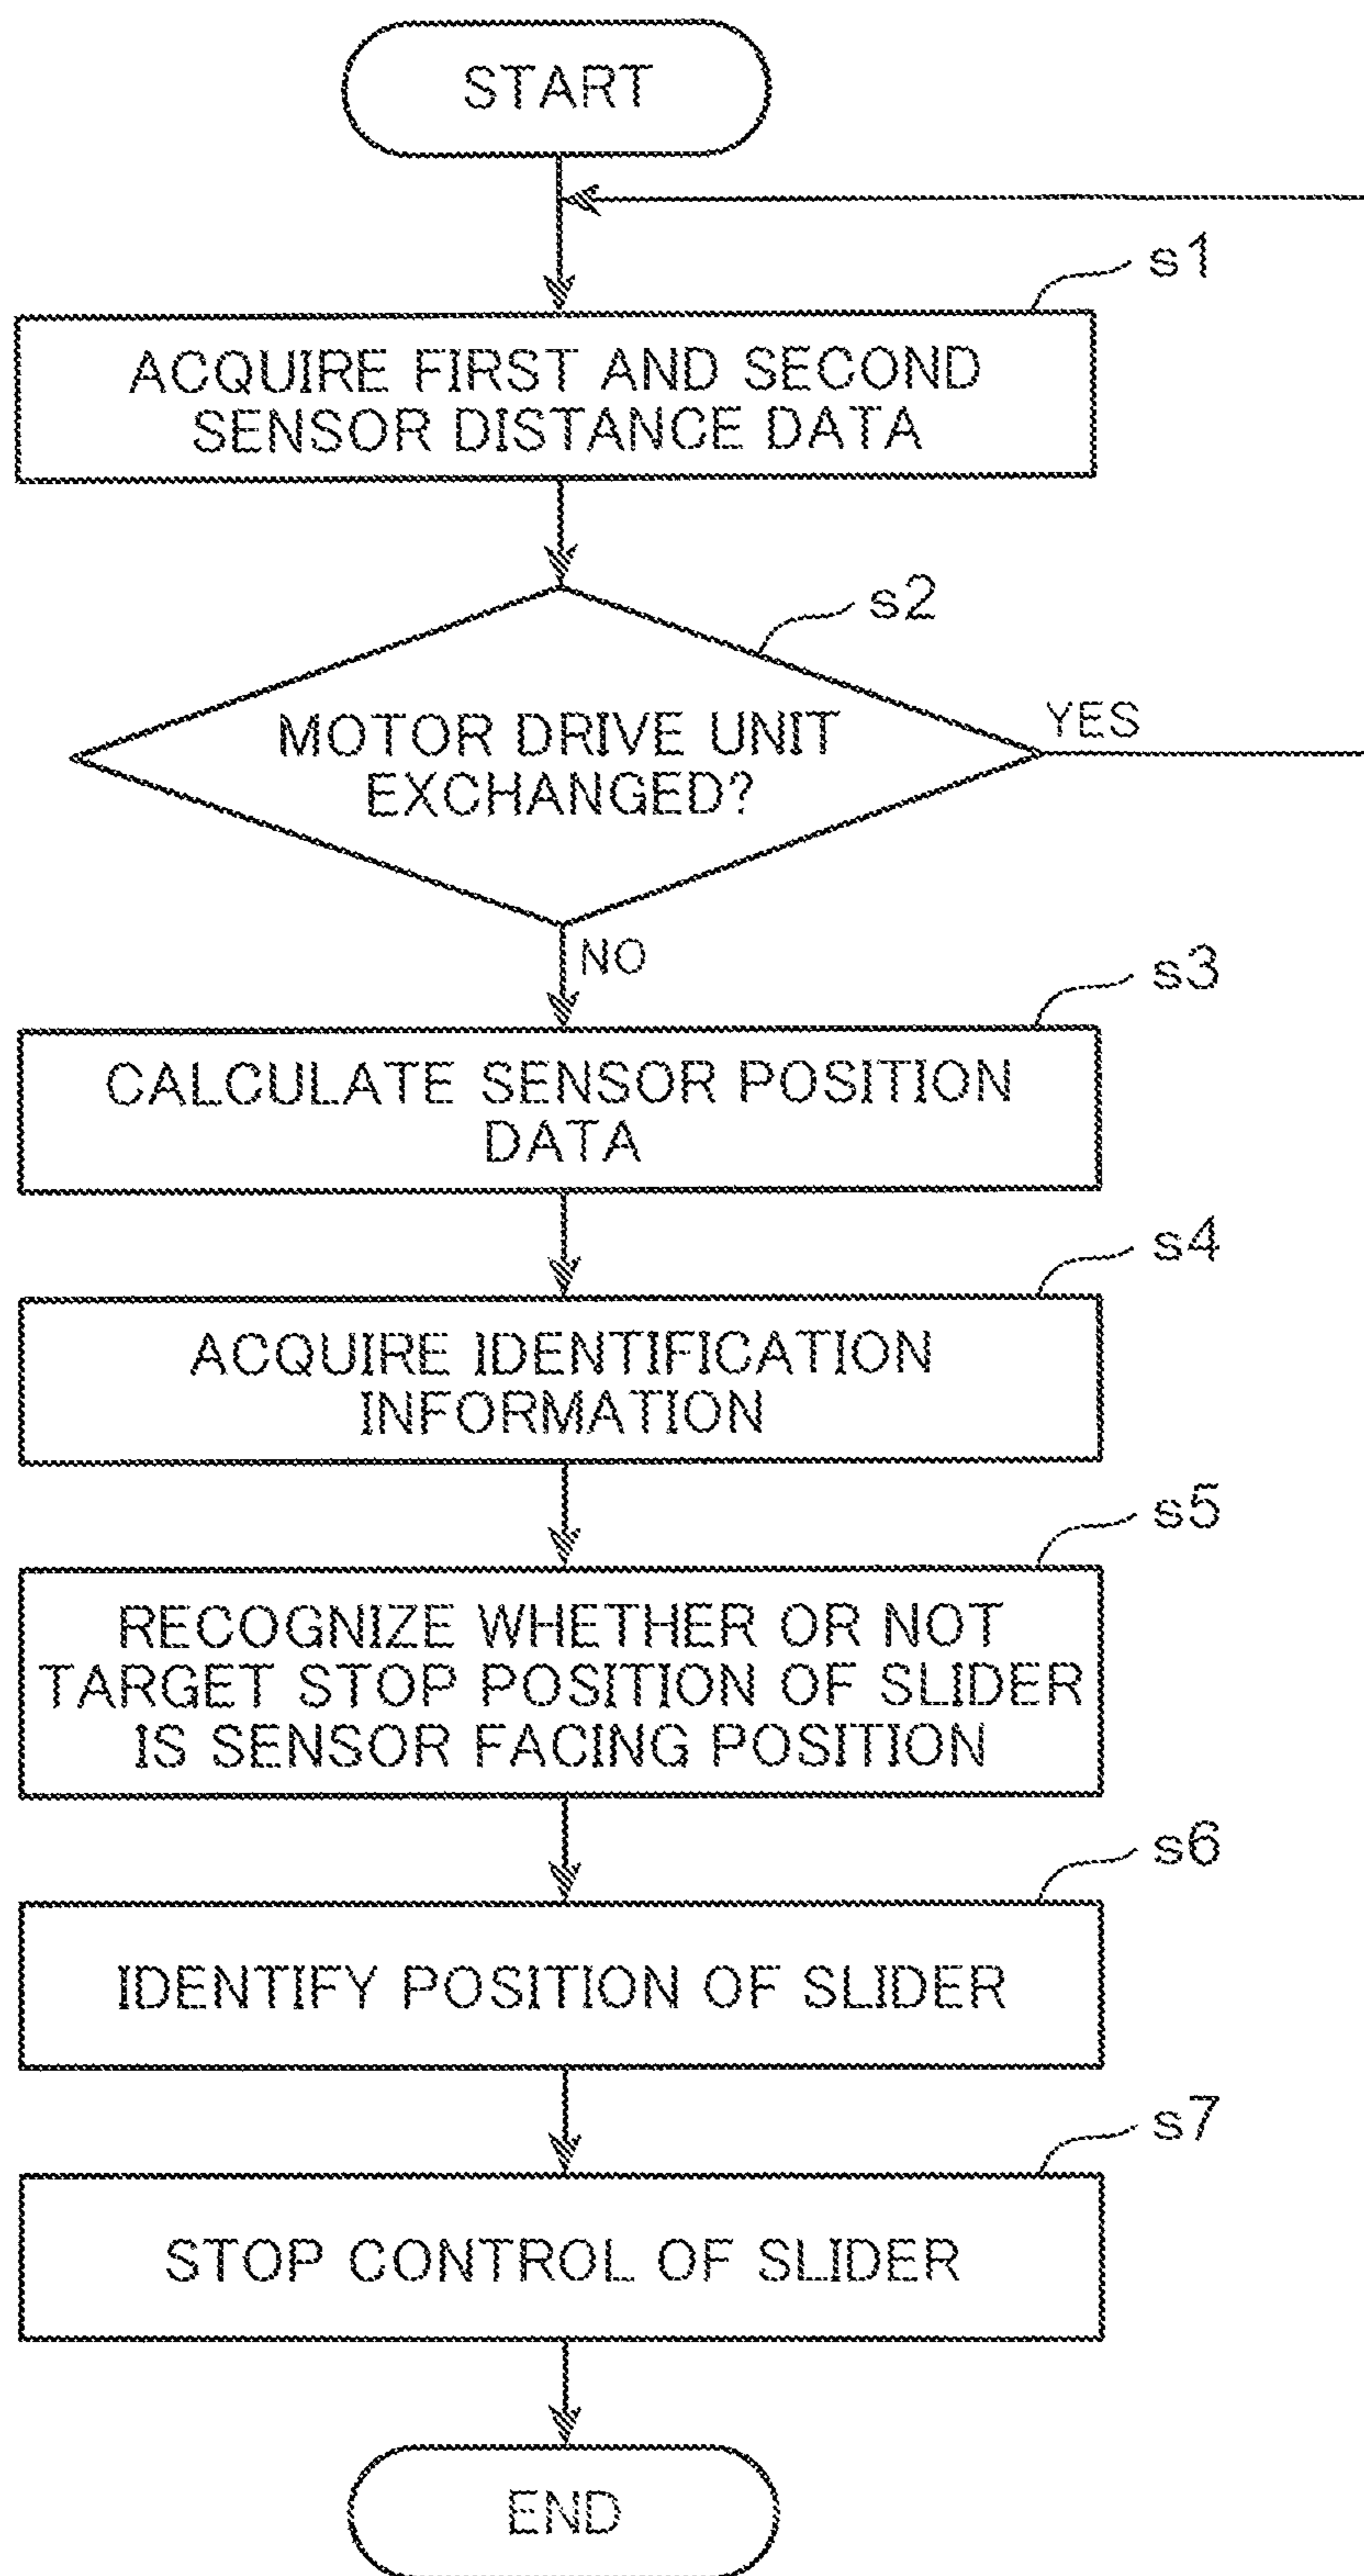 START
s1
ACQUIRE FIRST AND SECOND
SENSOR DISTANCE DATA
s2
MOTOR DRIVE UNIT
EXCHANGED?
YES
NO
s3
CALCULATE SENSOR POSITION
DATA
s4
ACQUIRE IDENTIFICATION
INFORMATION
s5
RECOGNIZE WHETHER OR NOT
TARGET STOP POSITION OF SLIDER
IS SENSOR FACING POSITION
s6
IDENTIFY POSITION OF SLIDER
s7
STOP CONTROL OF SLIDER
END